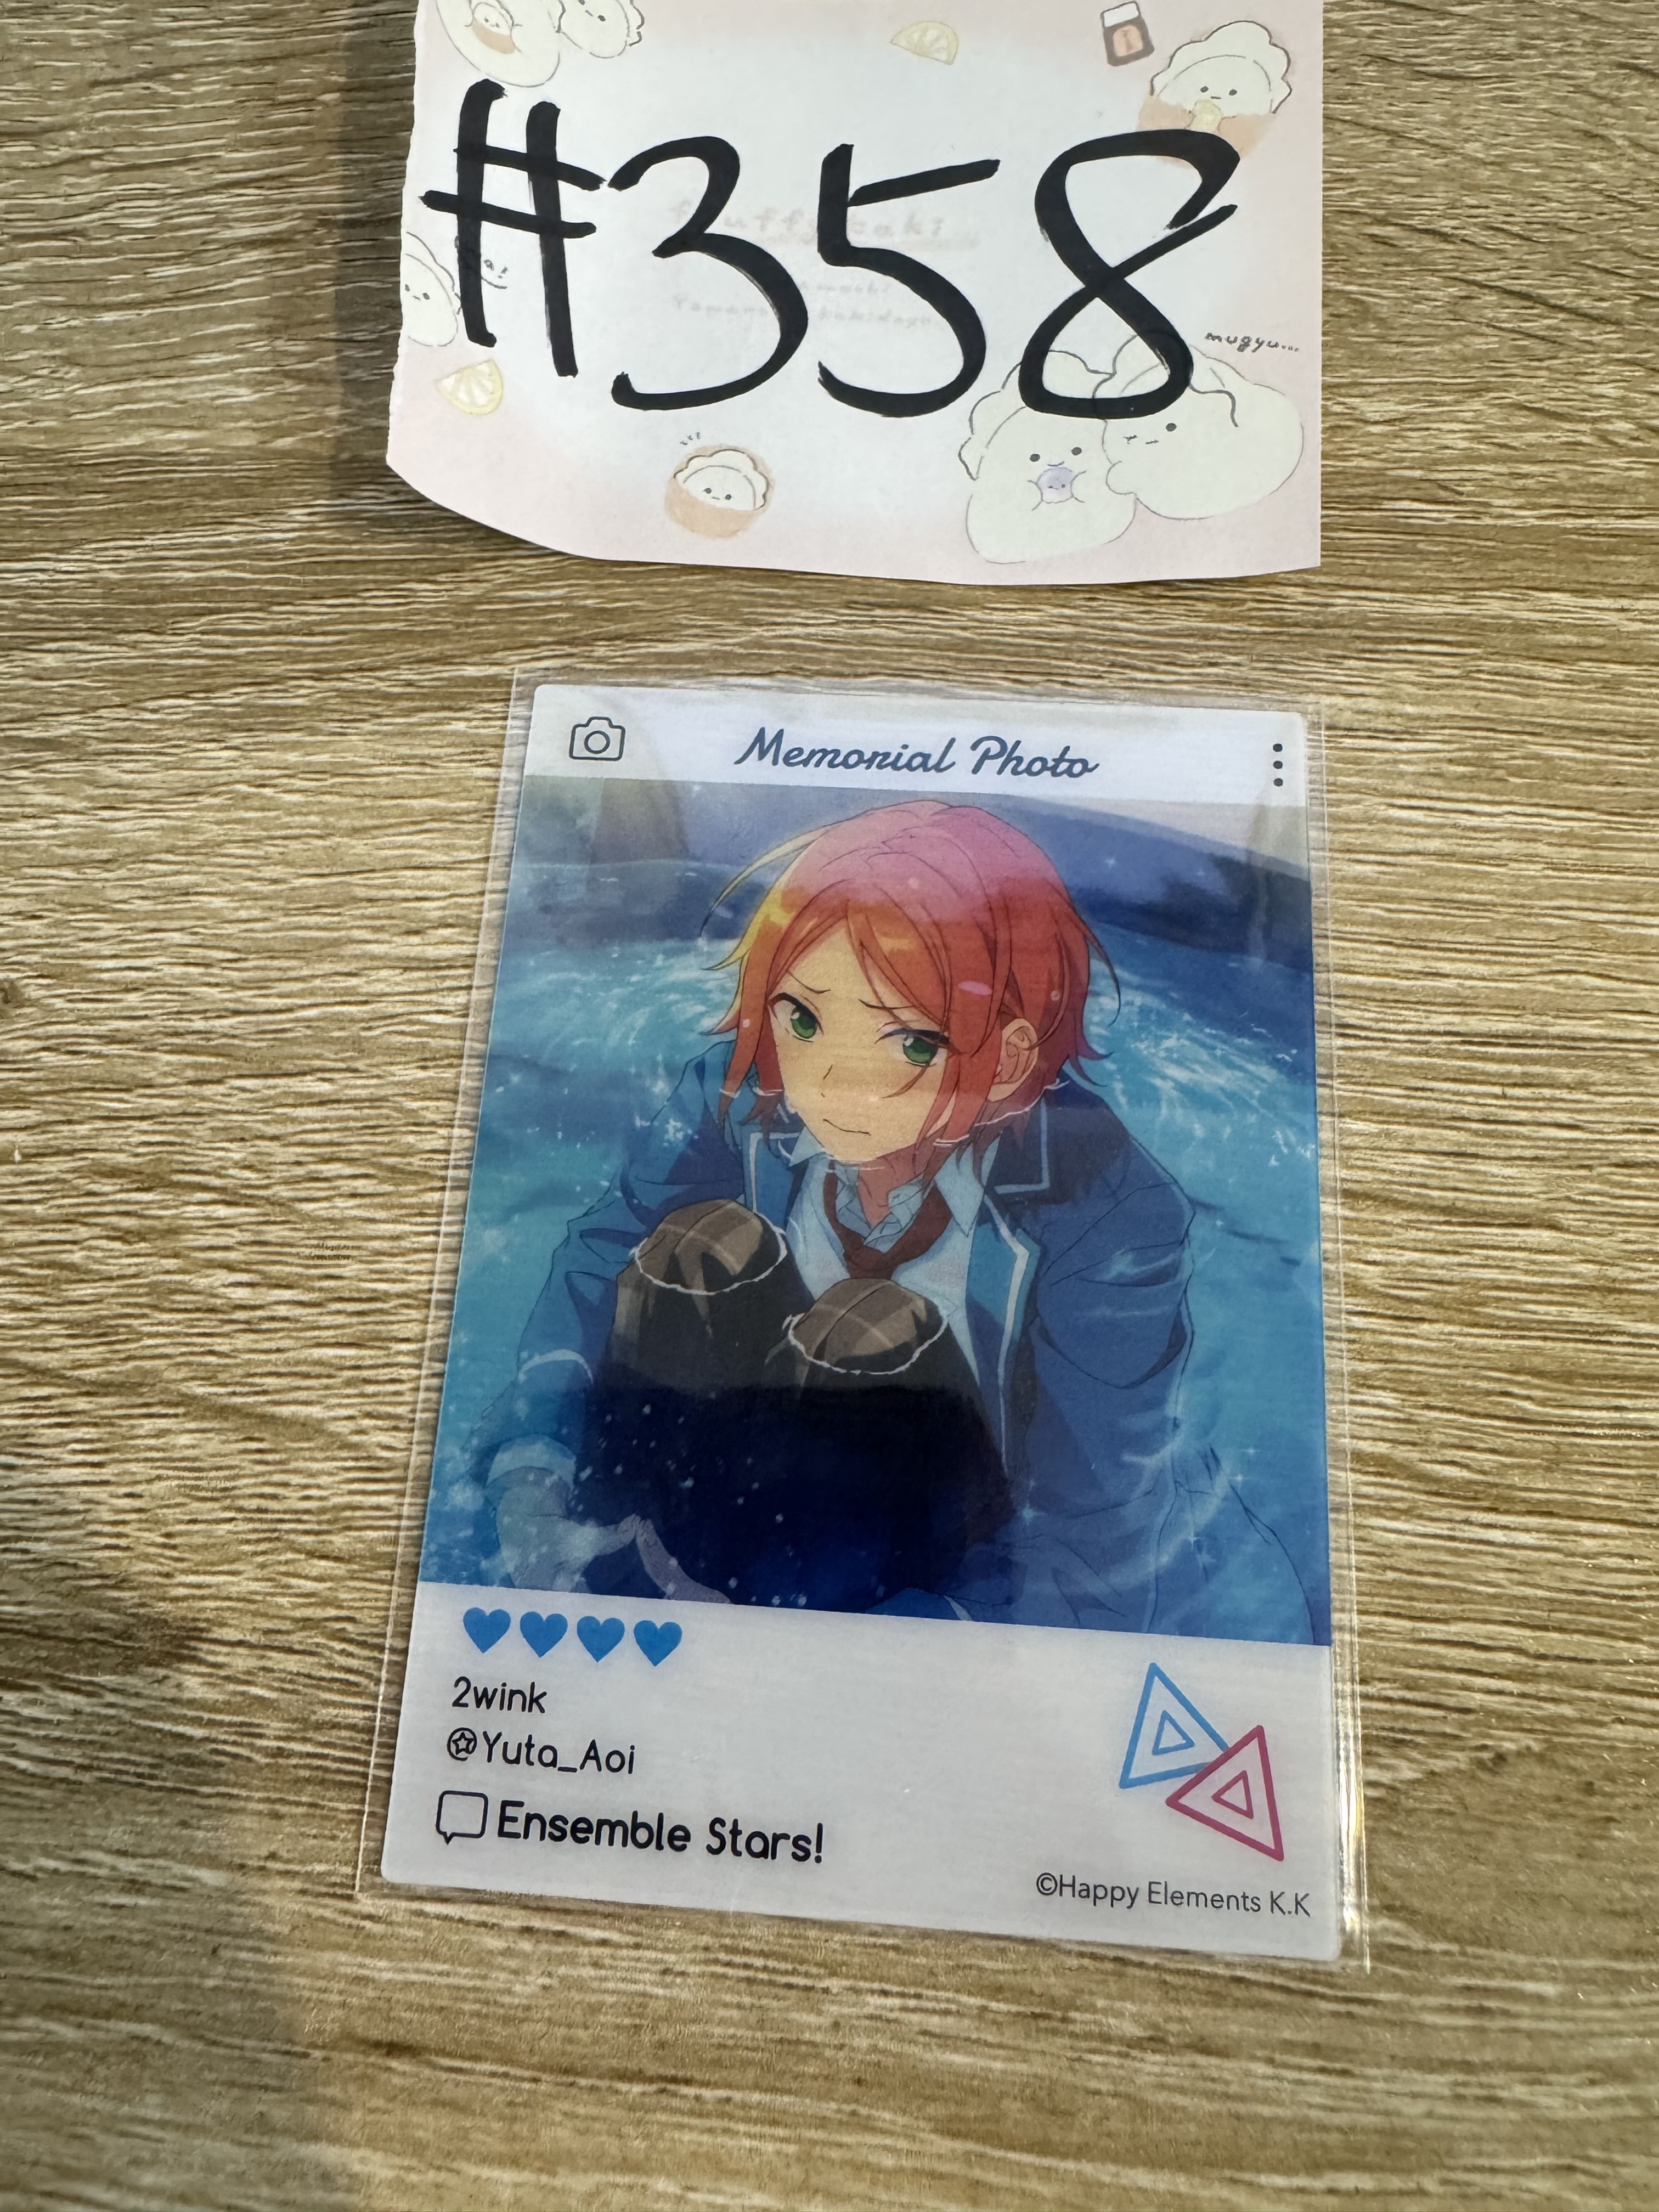 #358
mugyu...
Memorial Photo
2wink
@Yuta_Aoi
Ensemble Stars!
©Happy Elements K.K